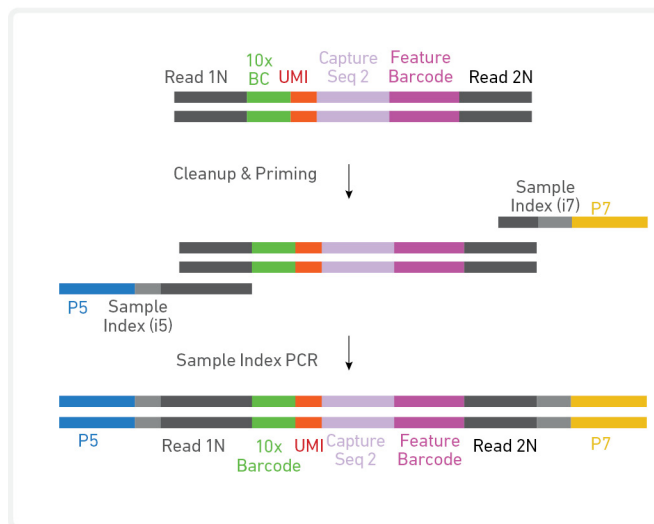 Read 1N
10x
BC
UMI
Capture
Seq 2
Feature
Barcode
Read 2N
Cleanup & Priming
Sample
Index (i7)
P7
P5
Sample
Index (i5)
Sample Index PCR
P5
Read 1N
10x
Barcode
UMI
Capture
Seq 2
Feature
Barcode
Read 2N
P7